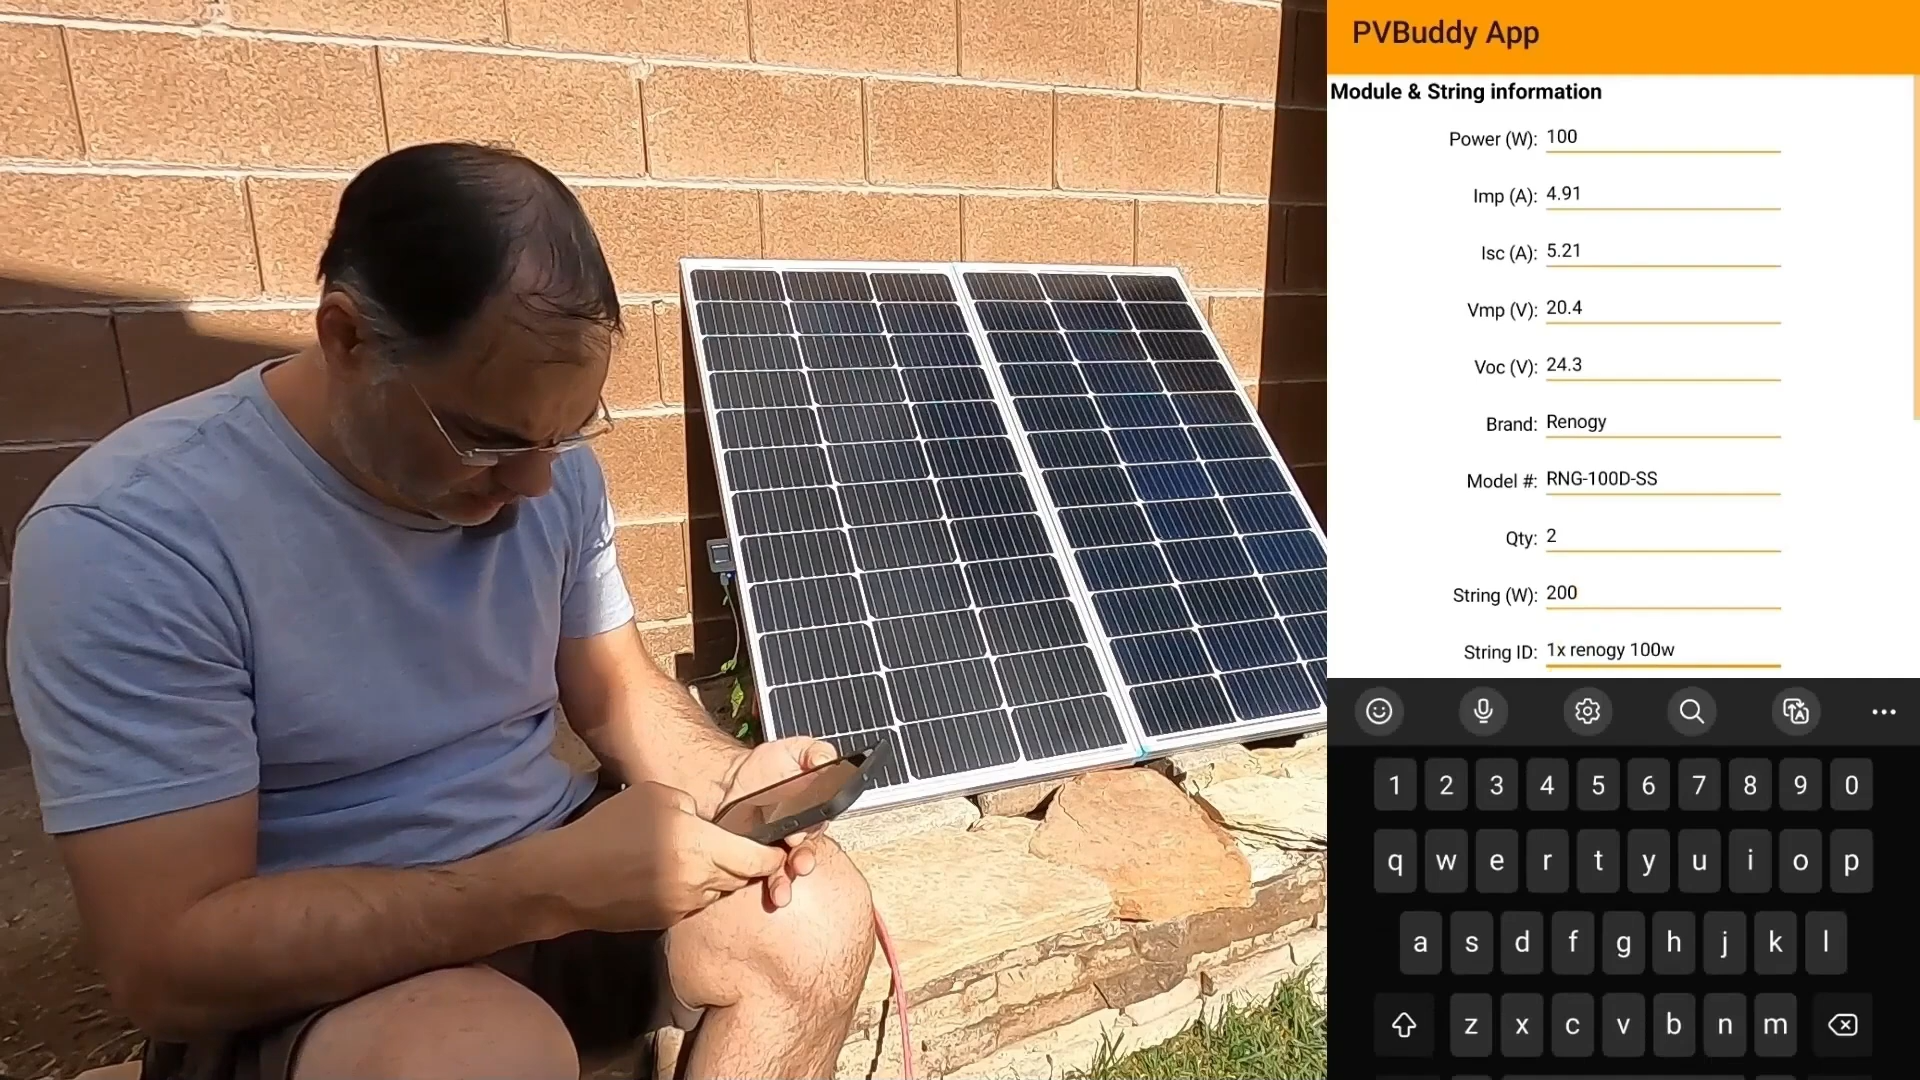 PVBuddy App
Module & String information
Power (W): 100
Imp (A): 4.91
Isc (A): 5.21
Vmp (V): 20.4
Voc (V): 24.3
Brand: Renogy
Model #: RNG-100D-SS
Qty: 2
String (W): 200
String ID: 1x renogy 100w
1 2 3 4 5 6 7 8 9 0
q w e r t y u i o p
a s d f g h j k l
z x c v b n m